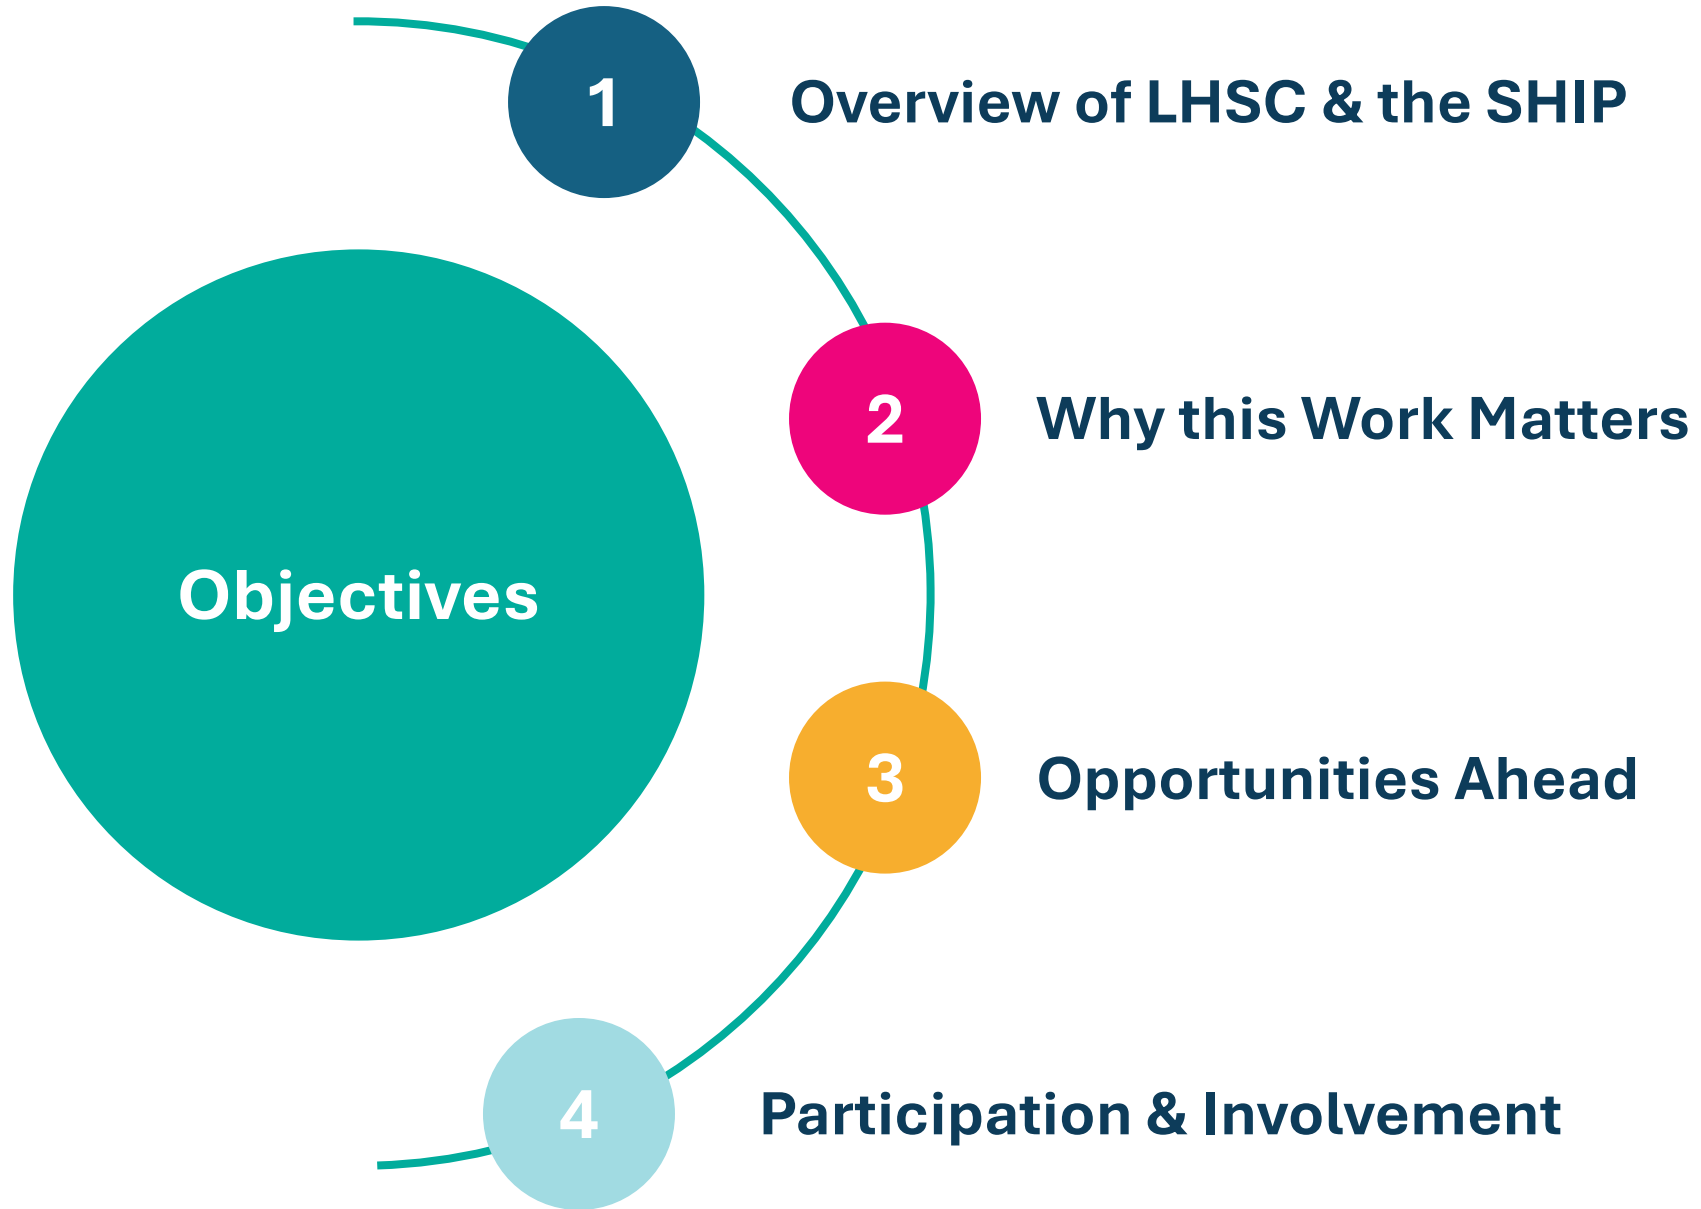 Objectives
1
Overview of LHSC & the SHIP
2
Why this Work Matters
3
Opportunities Ahead
4
Participation & Involvement